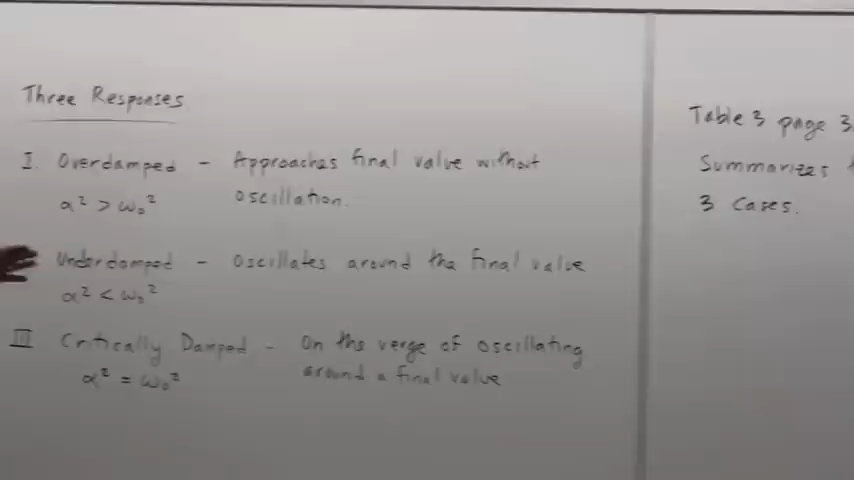 Three Responses
I. Overdamped - Approaches final value without
α² > ω₀² oscillation.
Underdamped - Oscillates around the final value
α² < ω₀²
III Critically Damped - On the verge of oscillating
α² = ω₀² around a final value
Table 3 page 3
Summarizes
3 Cases.